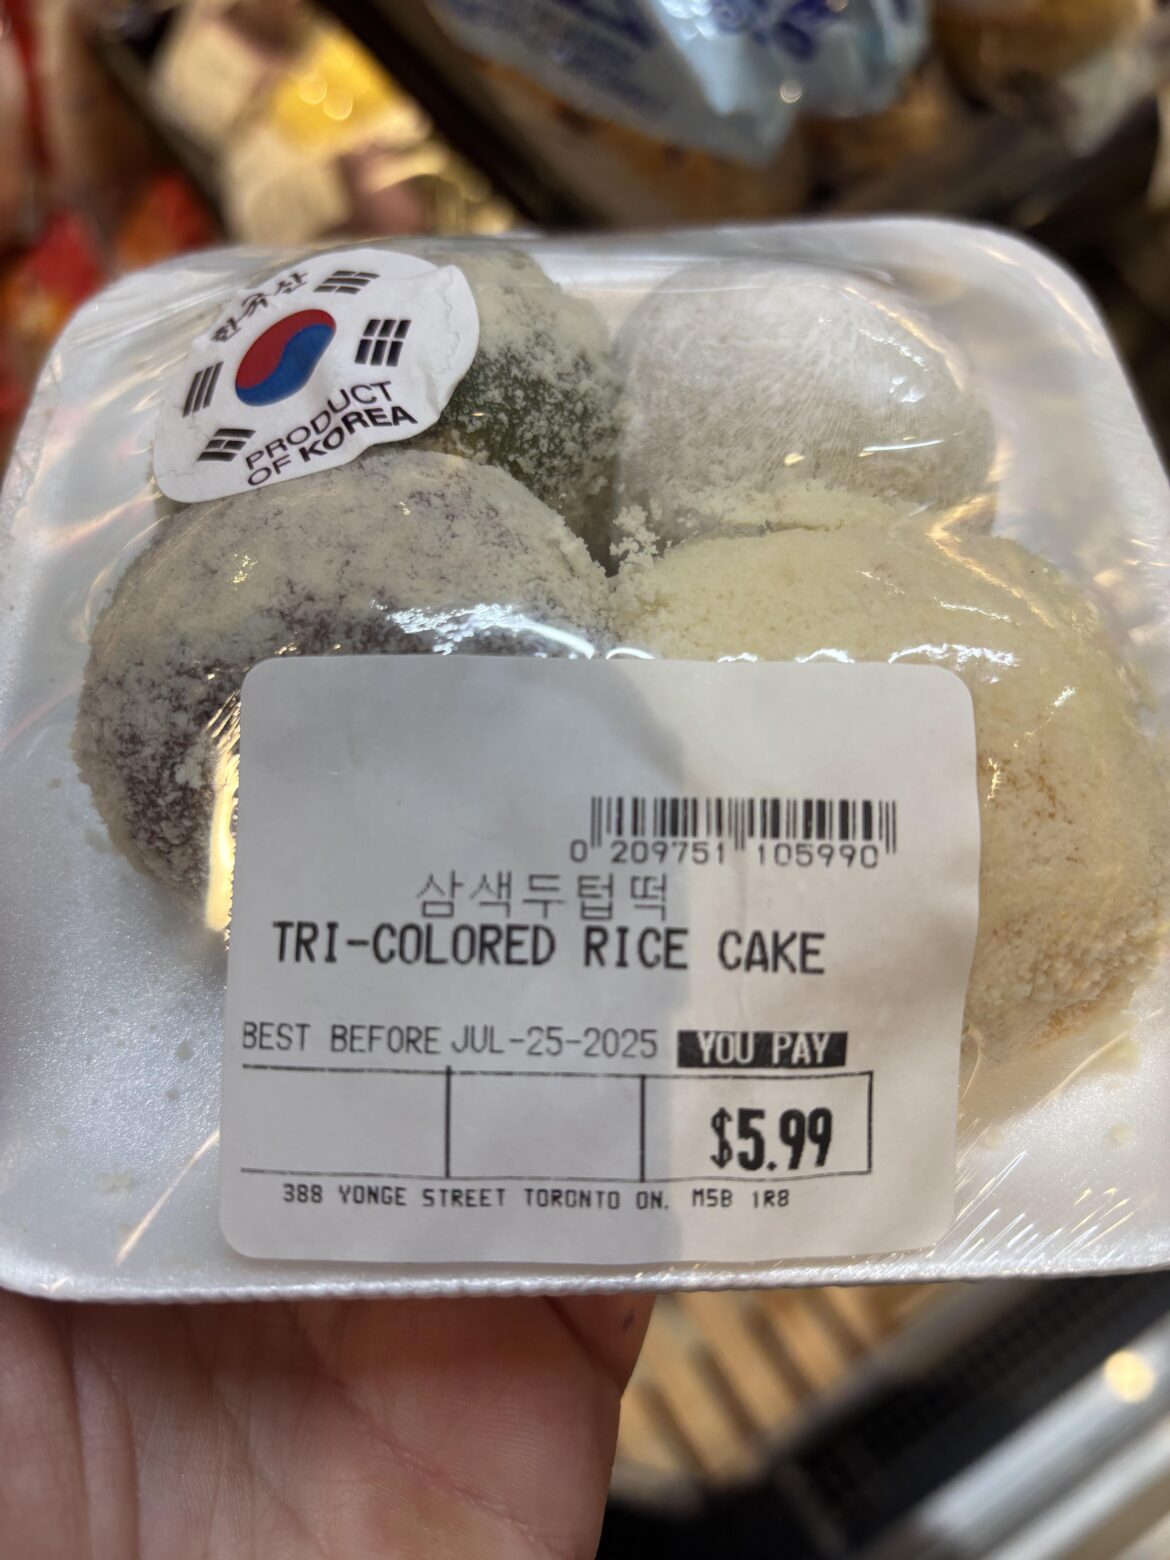 한국산
PRODUCT
OF KOREA
0 209751 105990
삼색두텁떡
TRI-COLORED RICE CAKE
BEST BEFORE JUL-25-2025 YOU PAY
$5.99
388 YONGE STREET TORONTO ON. M5B 1R8